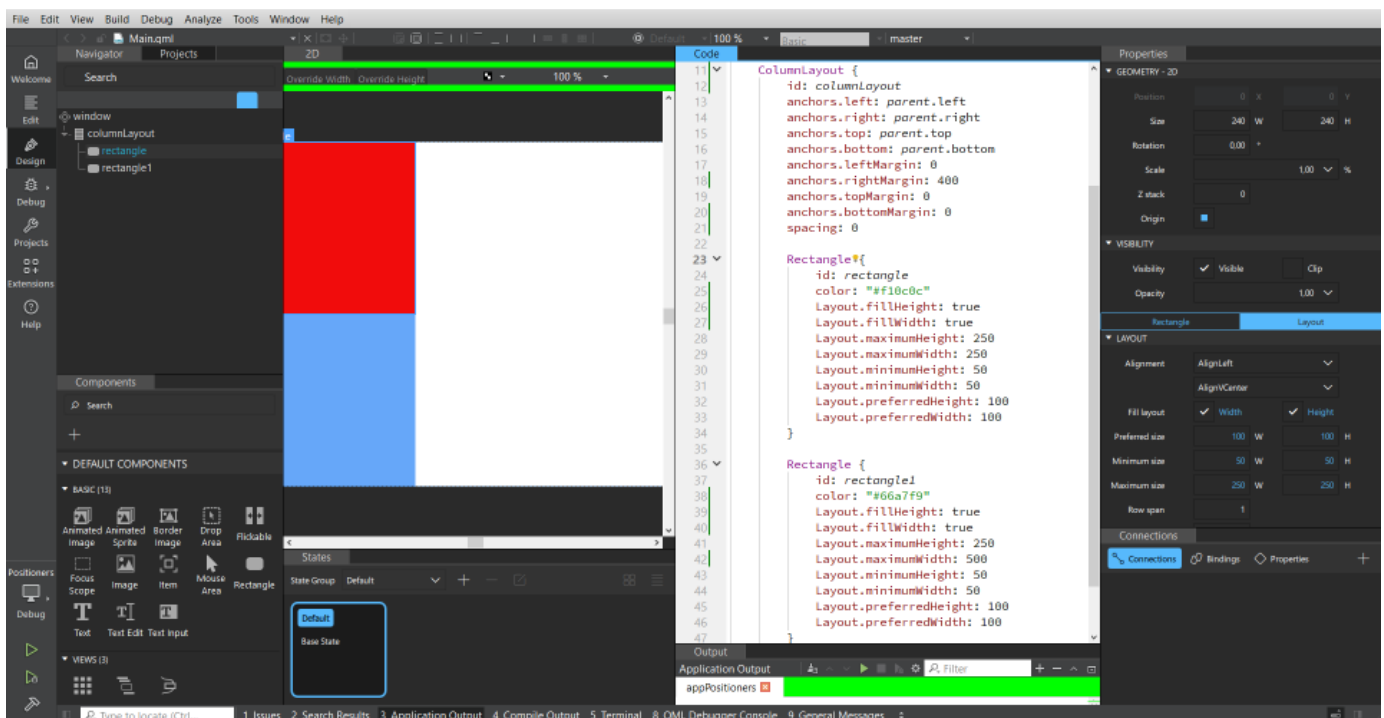 File Edit View Build Debug Analyze Tools Window Help
Main.qml
Default
100 %
Basic
master
Navigator Projects
2D
Code
Properties
Welcome
Edit
Design
Debug
Projects
Extensions
Help
Positioners
Debug
Search
window
columnLayout
rectangle
rectangle1
Components
Search
DEFAULT COMPONENTS
BASIC (13)
Animated Image
Animated Sprite
Border Image
Drop Area
Flickable
Focus Scope
Image
Item
Mouse Area
Rectangle
Text
Text Edit
Text Input
VIEWS (3)
Override Width Override Height
100 %
States
State Group Default
Default
Base State
11 ColumnLayout {
12 id: columnLayout
13 anchors.left: parent.left
14 anchors.right: parent.right
15 anchors.top: parent.top
16 anchors.bottom: parent.bottom
17 anchors.leftMargin: 0
18 anchors.rightMargin: 400
19 anchors.topMargin: 0
20 anchors.bottomMargin: 0
21 spacing: 0
22
23 Rectangle {
24 id: rectangle
25 color: "#f10c0c"
26 Layout.fillHeight: true
27 Layout.fillWidth: true
28 Layout.maximumHeight: 250
29 Layout.maximumWidth: 250
30 Layout.minimumHeight: 50
31 Layout.minimumWidth: 50
32 Layout.preferredHeight: 100
33 Layout.preferredWidth: 100
34 }
35
36 Rectangle {
37 id: rectangle1
38 color: "#66a7f9"
39 Layout.fillHeight: true
40 Layout.fillWidth: true
41 Layout.maximumHeight: 250
42 Layout.maximumWidth: 500
43 Layout.minimumHeight: 50
44 Layout.minimumWidth: 50
45 Layout.preferredHeight: 100
46 Layout.preferredWidth: 100
47 }
Output
Application Output
Filter
appPositioners
GEOMETRY - 2D
Position 0 X 0 Y
Size 240 W 240 H
Rotation 0,00 °
Scale 1,00 %
Z stack 0
Origin
VISIBILITY
Visibility Visible Clip
Opacity 1,00
Rectangle Layout
LAYOUT
Alignment AlignLeft
AlignVCenter
Fill layout Width Height
Preferred size 100 W 100 H
Minimum size 50 W 50 H
Maximum size 250 W 250 H
Row span 1
Connections
Connections Bindings Properties
Type to locate (Ctrl...
1 Issues 2 Search Results 3 Application Output 4 Compile Output 5 Terminal 8 QML Debugger Console 9 General Messages